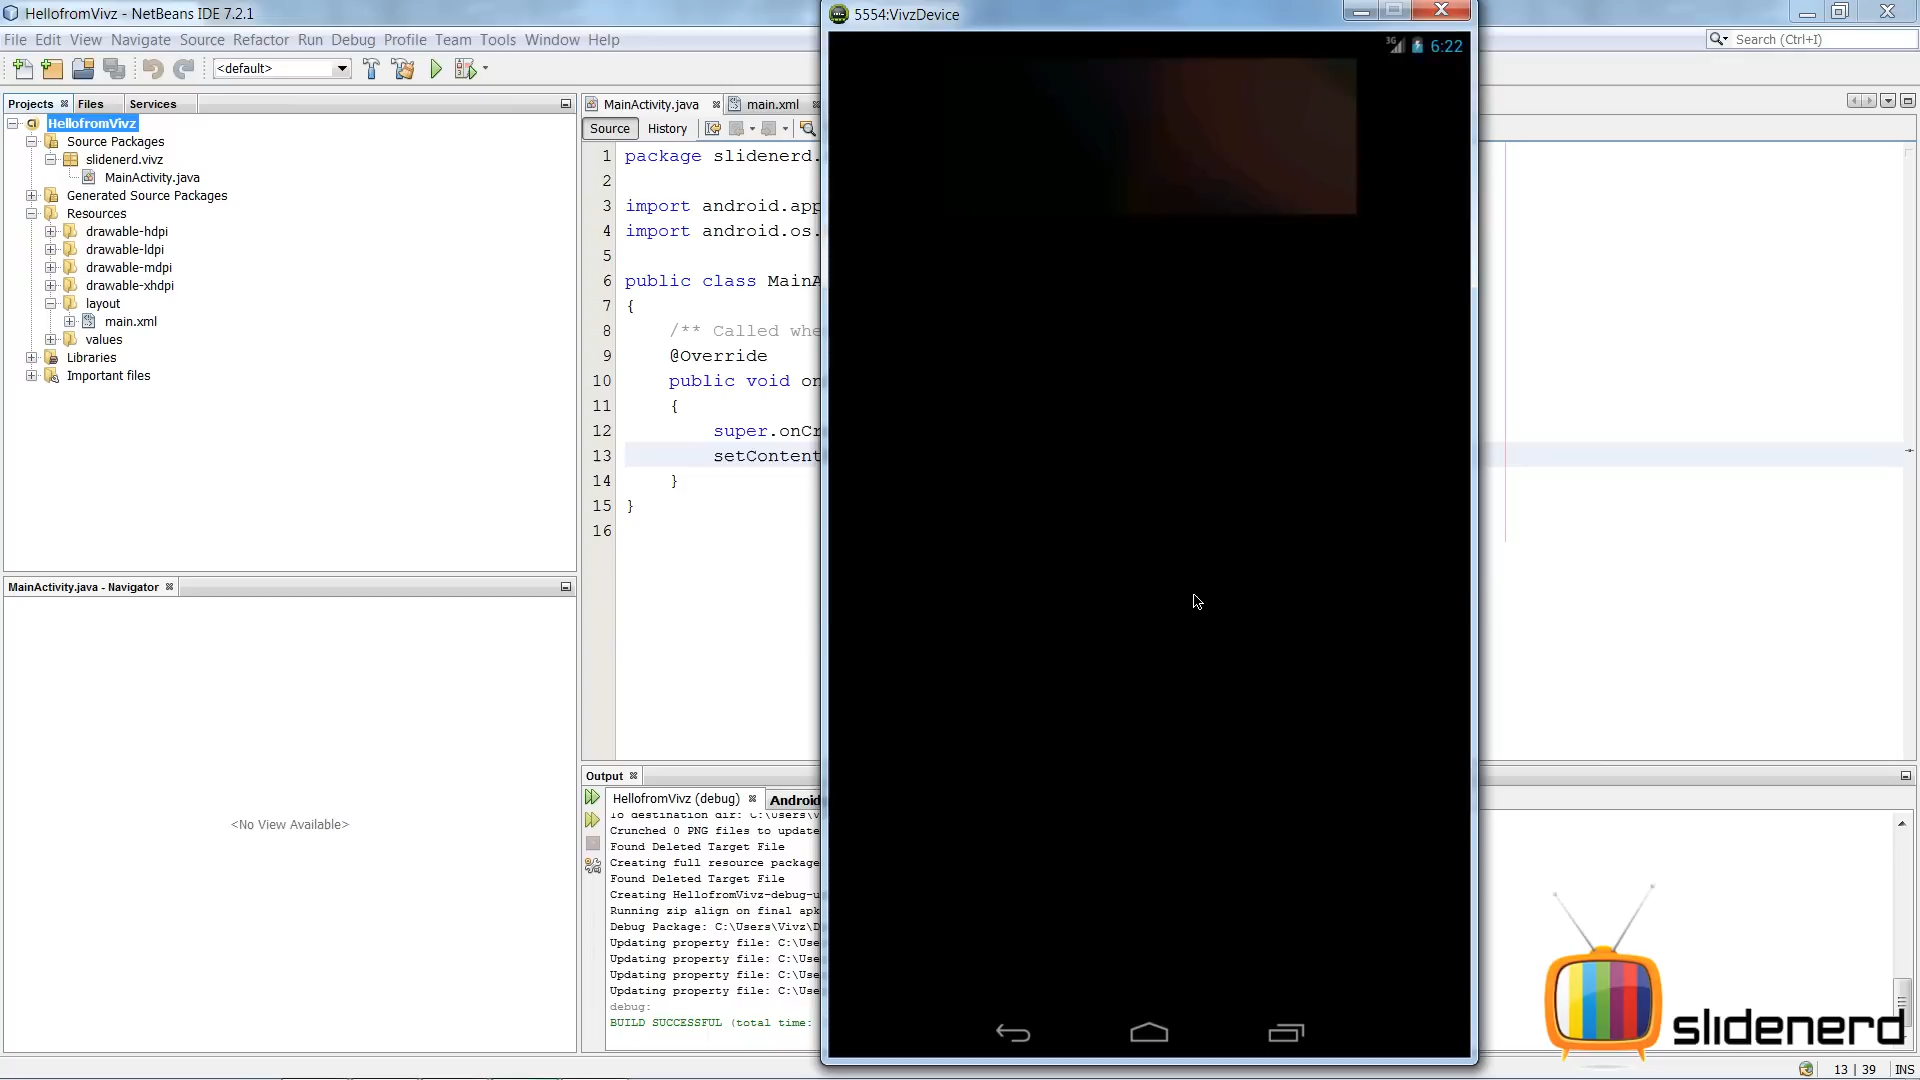 HellofromVivz - NetBeans IDE 7.2.1
File Edit View Navigate Source Refactor Run Debug Profile Team Tools Window Help
Search (Ctrl+I)
<default>
Projects Files Services
HellofromVivz
Source Packages
slidenerd.vivz
MainActivity.java
Generated Source Packages
Resources
drawable-hdpi
drawable-ldpi
drawable-mdpi
drawable-xhdpi
layout
main.xml
values
Libraries
Important files
MainActivity.java - Navigator
<No View Available>
MainActivity.java main.xml
Source History
1 package slidenerd.
2
3 import android.app
4 import android.os.
5
6 public class MainA
7 {
8 /** Called whe
9 @Override
10 public void on
11 {
12 super.onCr
13 setContent
14 }
15 }
16
Output
HellofromVivz (debug) Android
To destination dir: C:\Users\V
Crunched 0 PNG files to update
Found Deleted Target File
Creating full resource package
Found Deleted Target File
Creating HellofromVivz-debug-u
Running zip align on final apk
Debug Package: C:\Users\Vivz\D
Updating property file: C:\Use
Updating property file: C:\Use
Updating property file: C:\Use
Updating property file: C:\Use
debug:
BUILD SUCCESSFUL (total time:
5554:VivzDevice
3G 6:22
slidenerd
13 | 39 INS